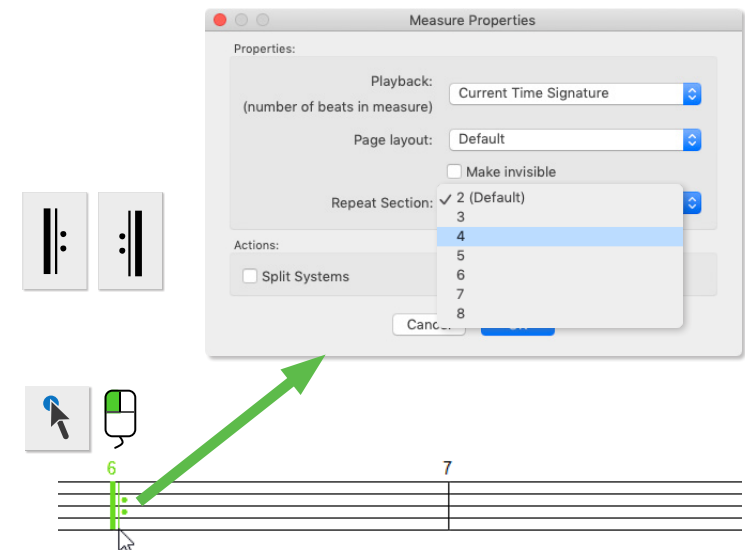 Measure Properties
Properties:
Playback:
Current Time Signature
(number of beats in measure)
Page layout:
Default
Make invisible
Repeat Section:
2 (Default)
3
4
5
6
7
8
Actions:
Split Systems
6
7